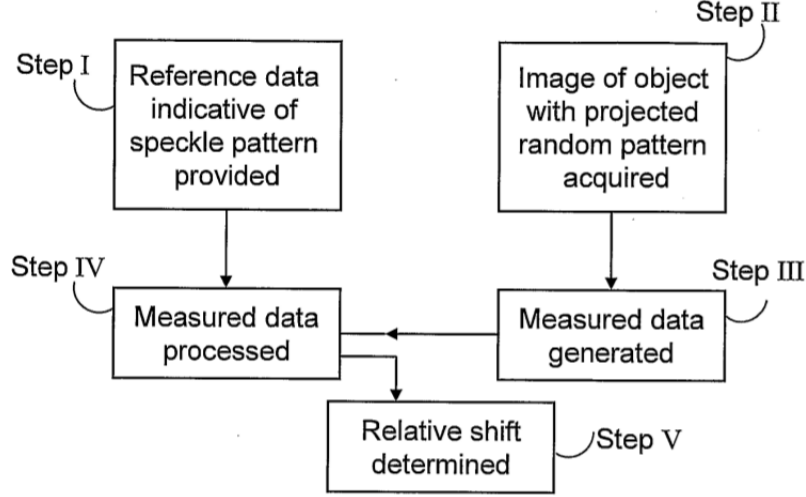 Step II
Step I
Reference data
indicative of
speckle pattern
provided
Image of object
with projected
random pattern
acquired
Step IV
Step III
Measured data
processed
Measured data
generated
Relative shift
determined
Step V